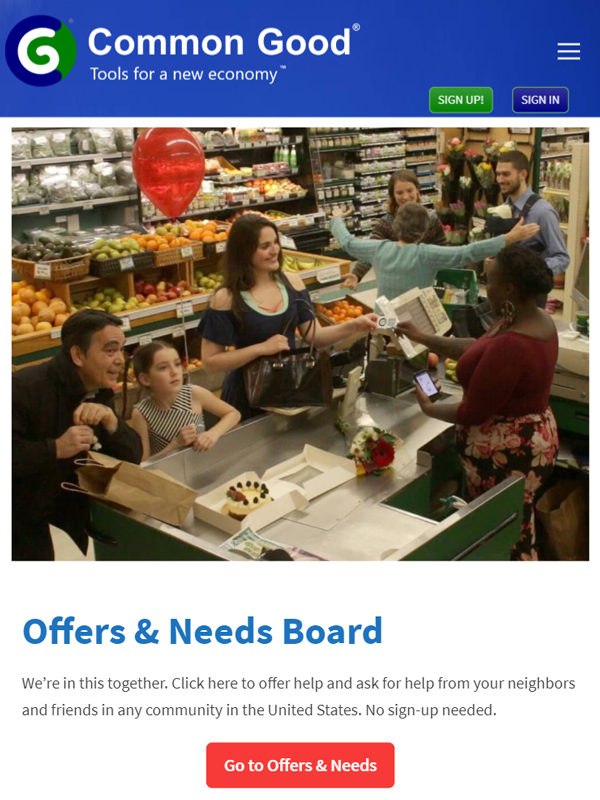 Common Good®
Tools for a new economy™
SIGN UP!
SIGN IN
Offers & Needs Board
We’re in this together. Click here to offer help and ask for help from your neighbors
and friends in any community in the United States. No sign-up needed.
Go to Offers & Needs